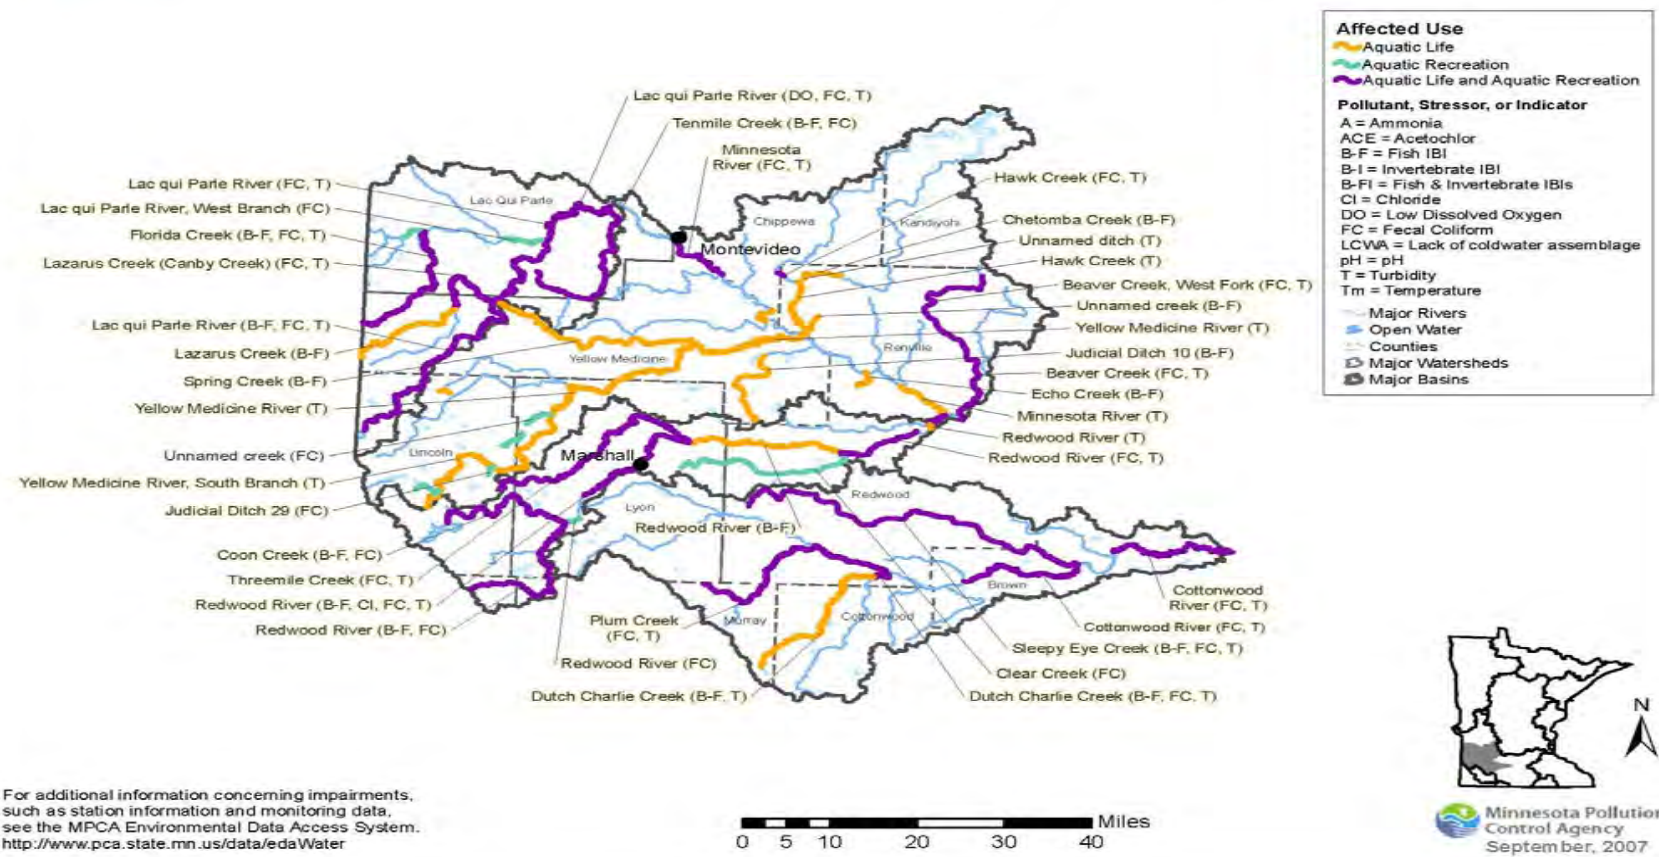 Affected Use
Aquatic Life
Aquatic Recreation
Aquatic Life and Aquatic Recreation
Pollutant, Stressor, or Indicator
A = Ammonia
ACE = Acetochlor
B-F = Fish IBI
B-I = Invertebrate IBI
B-FI = Fish & Invertebrate IBIs
Cl = Chloride
DO = Low Dissolved Oxygen
FC = Fecal Coliform
LCWA = Lack of coldwater assemblage
pH = pH
T = Turbidity
Tm = Temperature
Major Rivers
Open Water
Counties
Major Watersheds
Major Basins
Lac qui Parle River (DO, FC, T)
Tenmile Creek (B-F, FC)
Minnesota
River (FC, T)
Lac qui Parle River (FC, T)
Lac qui Parle River, West Branch (FC)
Florida Creek (B-F, FC, T)
Lazarus Creek (Canby Creek) (FC, T)
Lac qui Parle River (B-F, FC, T)
Lazarus Creek (B-F)
Spring Creek (B-F)
Yellow Medicine River (T)
Unnamed creek (FC)
Yellow Medicine River, South Branch (T)
Judicial Ditch 29 (FC)
Coon Creek (B-F, FC)
Threemile Creek (FC, T)
Redwood River (B-F, Cl, FC, T)
Redwood River (B-F, FC)
Lac Qui Parle
Chippewa
Kandiyohi
Montevideo
Yellow Medicine
Renville
Lincoln
Marshall
Lyon
Redwood
Redwood River (B-F)
Brown
Murray
Cottonwood
Hawk Creek (FC, T)
Chetomba Creek (B-F)
Unnamed ditch (T)
Hawk Creek (T)
Beaver Creek, West Fork (FC, T)
Unnamed creek (B-F)
Yellow Medicine River (T)
Judicial Ditch 10 (B-F)
Beaver Creek (FC, T)
Echo Creek (B-F)
Minnesota River (T)
Redwood River (T)
Redwood River (FC, T)
Cottonwood
River (FC, T)
Cottonwood River (FC, T)
Sleepy Eye Creek (B-F, FC, T)
Clear Creek (FC)
Dutch Charlie Creek (B-F, FC, T)
Plum Creek
(FC, T)
Redwood River (FC)
Dutch Charlie Creek (B-F, T)
For additional information concerning impairments,
such as station information and monitoring data,
see the MPCA Environmental Data Access System.
http://www.pca.state.mn.us/data/edaWater
Miles
0 5 10 20 30 40
N
Minnesota Pollution
Control Agency
September, 2007